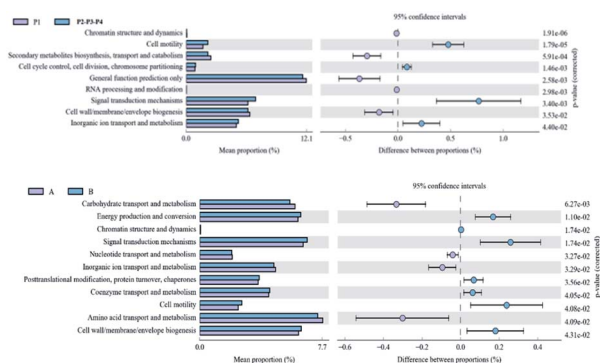 P1 P2-P3-P4
95% confidence intervals
Chromatin structure and dynamics 1.91e-06
Cell motility 1.79e-05
Secondary metabolites biosynthesis, transport and catabolism 5.91e-04
Cell cycle control, cell division, chromosome partitioning 1.46e-03
General function prediction only 2.58e-03
RNA processing and modification 2.98e-03
Signal transduction mechanisms 3.40e-03
Cell wall/membrane/envelope biogenesis 3.53e-02
Inorganic ion transport and metabolism 4.40e-02
p-value (corrected)
0.0 12.1 −0.5 0.0 0.5 1.0
Mean proportion (%) Difference between proportions (%)
A B
95% confidence intervals
Carbohydrate transport and metabolism 6.27e-03
Energy production and conversion 1.10e-02
Chromatin structure and dynamics 1.74e-02
Signal transduction mechanisms 1.74e-02
Nucleotide transport and metabolism 3.27e-02
Inorganic ion transport and metabolism 3.29e-02
Posttranslational modification, protein turnover, chaperones 3.56e-02
Coenzyme transport and metabolism 4.05e-02
Cell motility 4.08e-02
Amino acid transport and metabolism 4.09e-02
Cell wall/membrane/envelope biogenesis 4.31e-02
p-value (corrected)
0.0 7.7 −0.6 −0.4 −0.2 0.0 0.2 0.4
Mean proportion (%) Difference between proportions (%)